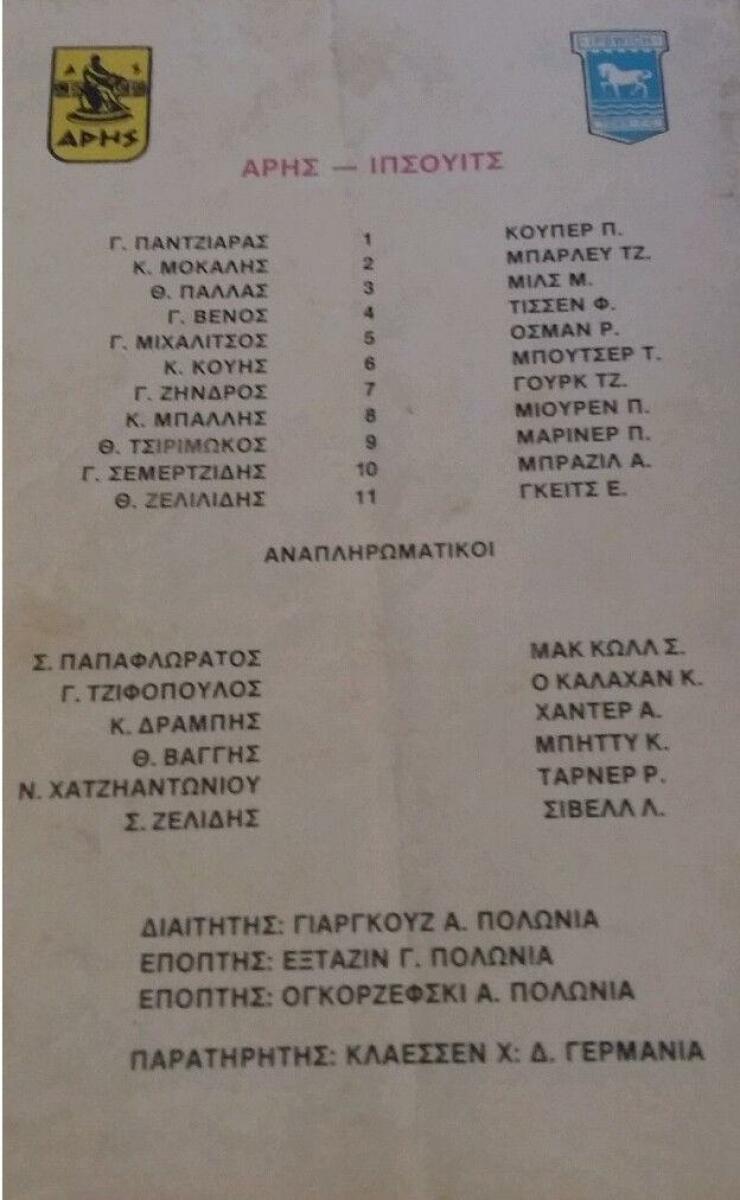 Α Σ
ΑΡΗΣ
IPSWICH
ΑΡΗΣ — ΙΠΣΟΥΙΤΣ
Γ. ΠΑΝΤΖΙΑΡΑΣ 1 ΚΟΥΠΕΡ Π.
Κ. ΜΟΚΑΛΗΣ 2 ΜΠΑΡΛΕΥ ΤΖ.
Θ. ΠΑΛΛΑΣ 3 ΜΙΛΣ Μ.
Γ. ΒΕΝΟΣ 4 ΤΙΣΣΕΝ Φ.
Γ. ΜΙΧΑΛΙΤΣΟΣ 5 ΟΣΜΑΝ Ρ.
Κ. ΚΟΥΗΣ 6 ΜΠΟΥΤΣΕΡ Τ.
Γ. ΖΗΝΔΡΟΣ 7 ΓΟΥΡΚ ΤΖ.
Κ. ΜΠΑΛΛΗΣ 8 ΜΙΟΥΡΕΝ Π.
Θ. ΤΣΙΡΙΜΩΚΟΣ 9 ΜΑΡΙΝΕΡ Π.
Γ. ΣΕΜΕΡΤΖΙΔΗΣ 10 ΜΠΡΑΖΙΛ Α.
Θ. ΖΕΛΙΛΙΔΗΣ 11 ΓΚΕΙΤΣ Ε.
ΑΝΑΠΛΗΡΩΜΑΤΙΚΟΙ
Σ. ΠΑΠΑΦΛΩΡΑΤΟΣ ΜΑΚ ΚΩΛΛ Σ.
Γ. ΤΖΙΦΟΠΟΥΛΟΣ Ο ΚΑΛΑΧΑΝ Κ.
Κ. ΔΡΑΜΠΗΣ ΧΑΝΤΕΡ Α.
Θ. ΒΑΓΓΗΣ ΜΠΗΤΤΥ Κ.
Ν. ΧΑΤΖΗΑΝΤΩΝΙΟΥ ΤΑΡΝΕΡ Ρ.
Σ. ΖΕΛΙΔΗΣ ΣΙΒΕΛΛ Λ.
ΔΙΑΙΤΗΤΗΣ: ΓΙΑΡΓΚΟΥΖ Α. ΠΟΛΩΝΙΑ
ΕΠΟΠΤΗΣ: ΕΞΤΑΖΙΝ Γ. ΠΟΛΩΝΙΑ
ΕΠΟΠΤΗΣ: ΟΓΚΟΡΖΕΦΣΚΙ Α. ΠΟΛΩΝΙΑ
ΠΑΡΑΤΗΡΗΤΗΣ: ΚΛΑΕΣΣΕΝ Χ: Δ. ΓΕΡΜΑΝΙΑ